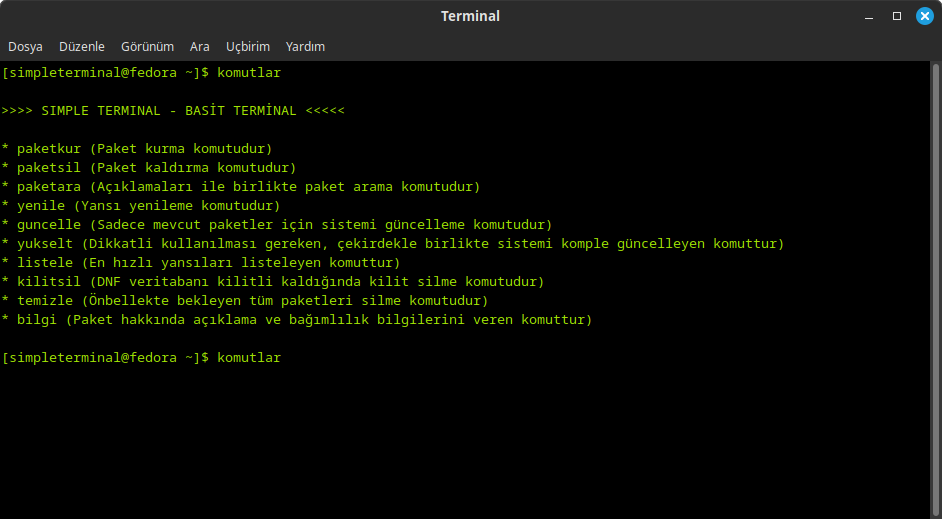 Terminal
Dosya Düzenle Görünüm Ara Uçbirim Yardım
[simpleterminal@fedora ~]$ komutlar
>>>> SIMPLE TERMINAL - BASİT TERMİNAL <<<<<
* paketkur (Paket kurma komutudur)
* paketsil (Paket kaldırma komutudur)
* paketara (Açıklamaları ile birlikte paket arama komutudur)
* yenile (Yansı yenileme komutudur)
* guncelle (Sadece mevcut paketler için sistemi güncelleme komutudur)
* yukselt (Dikkatli kullanılması gereken, çekirdekle birlikte sistemi komple güncelleyen komuttur)
* listele (En hızlı yansıları listeleyen komuttur)
* kilitsil (DNF veritabanı kilitli kaldığında kilit silme komutudur)
* temizle (Önbellekte bekleyen tüm paketleri silme komutudur)
* bilgi (Paket hakkında açıklama ve bağımlılık bilgilerini veren komuttur)
[simpleterminal@fedora ~]$ komutlar